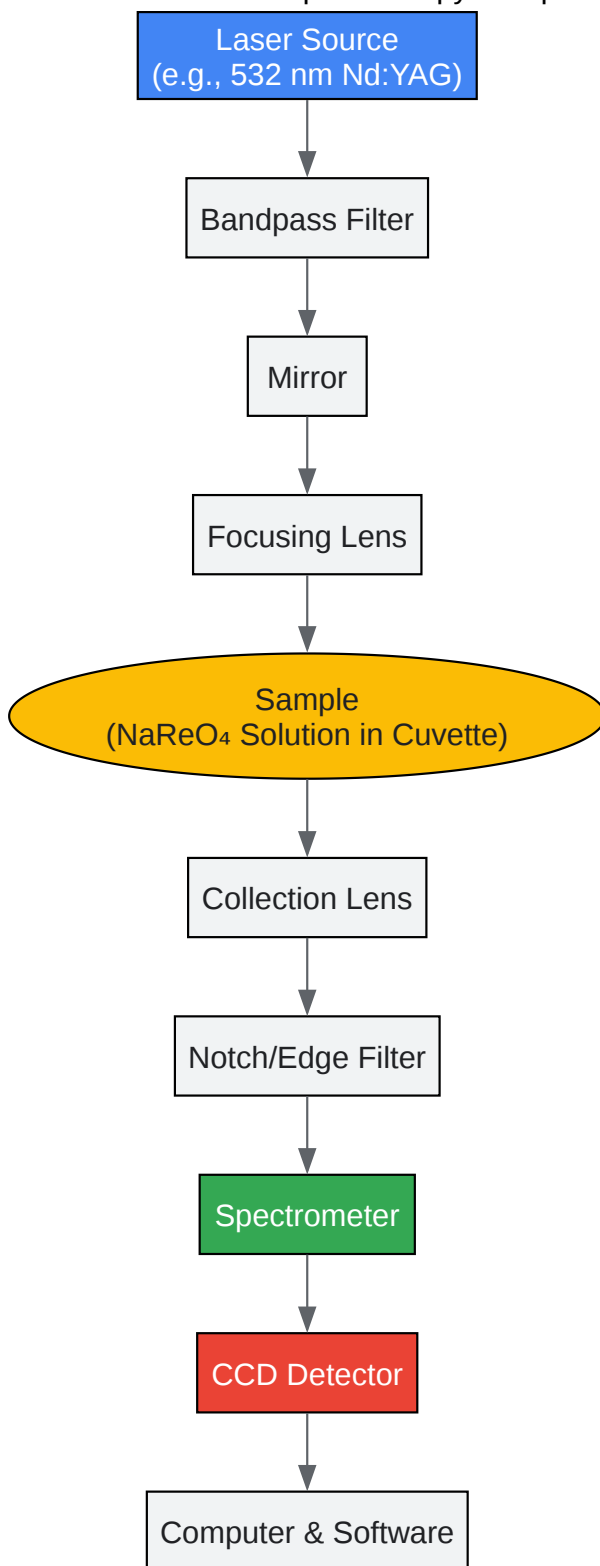 Laser Source
(e.g., 532 nm Nd:YAG)
Bandpass Filter
Mirror
Focusing Lens
Sample
(NaReO₄ Solution in Cuvette)
Collection Lens
Notch/Edge Filter
Spectrometer
CCD Detector
Computer & Software